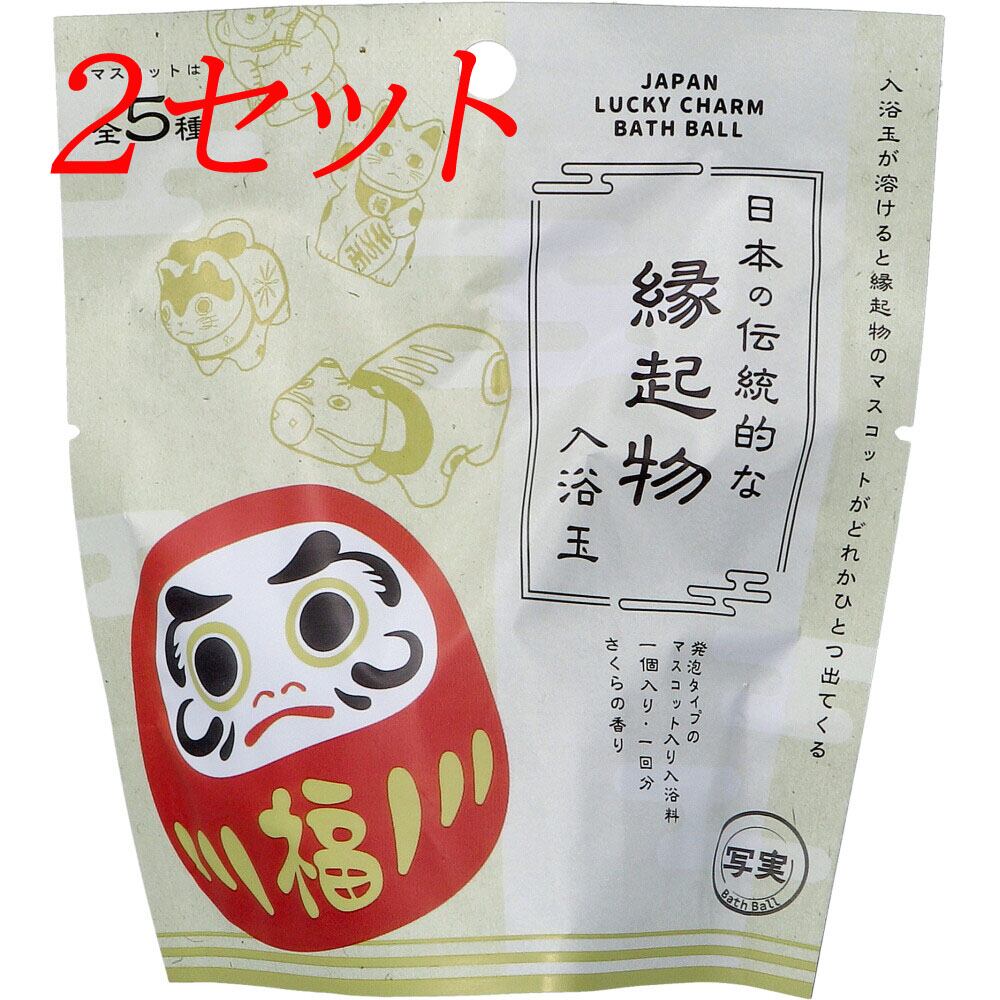 2セット
マスコットは
全5種
JAPAN
LUCKY CHARM
BATH BALL
入浴玉が溶けると縁起物のマスコットがどれかひとつ出てくる
日本の伝統的な
縁起物
入浴玉
発泡タイプの
マスコット入り入浴料
一個入り・一回分
さくらの香り
福
福
写実
Bath Ball